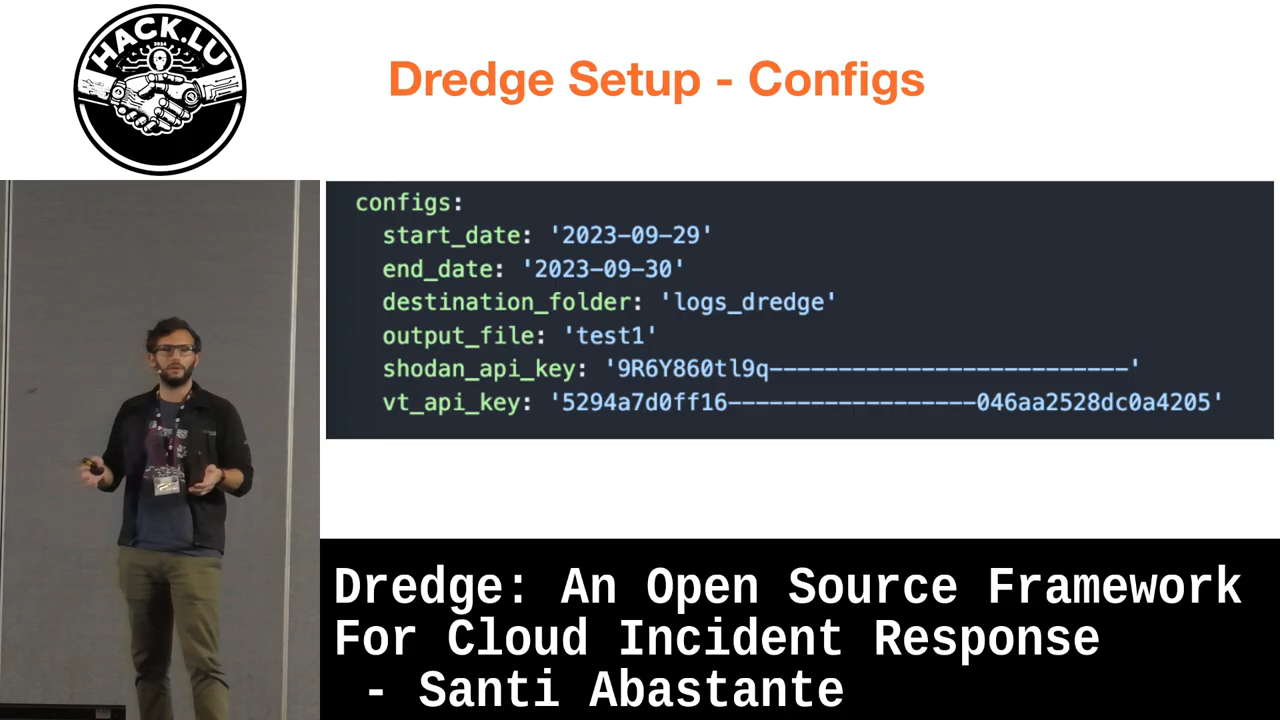 HACK.LU
2024
Dredge Setup - Configs
configs:
start_date: '2023-09-29'
end_date: '2023-09-30'
destination_folder: 'logs_dredge'
output_file: 'test1'
shodan_api_key: '9R6Y860tl9q--------------------------'
vt_api_key: '5294a7d0ff16------------------046aa2528dc0a4205'
Dredge: An Open Source Framework
For Cloud Incident Response
- Santi Abastante